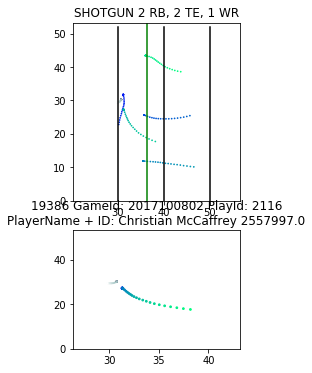 SHOTGUN 2 RB, 2 TE, 1 WR
50
40
30
20
10
0
30 40 50
19386 GameId: 2017100802 PlayId: 2116
PlayerName + ID: Christian McCaffrey 2557997.0
40
20
0
30 35 40